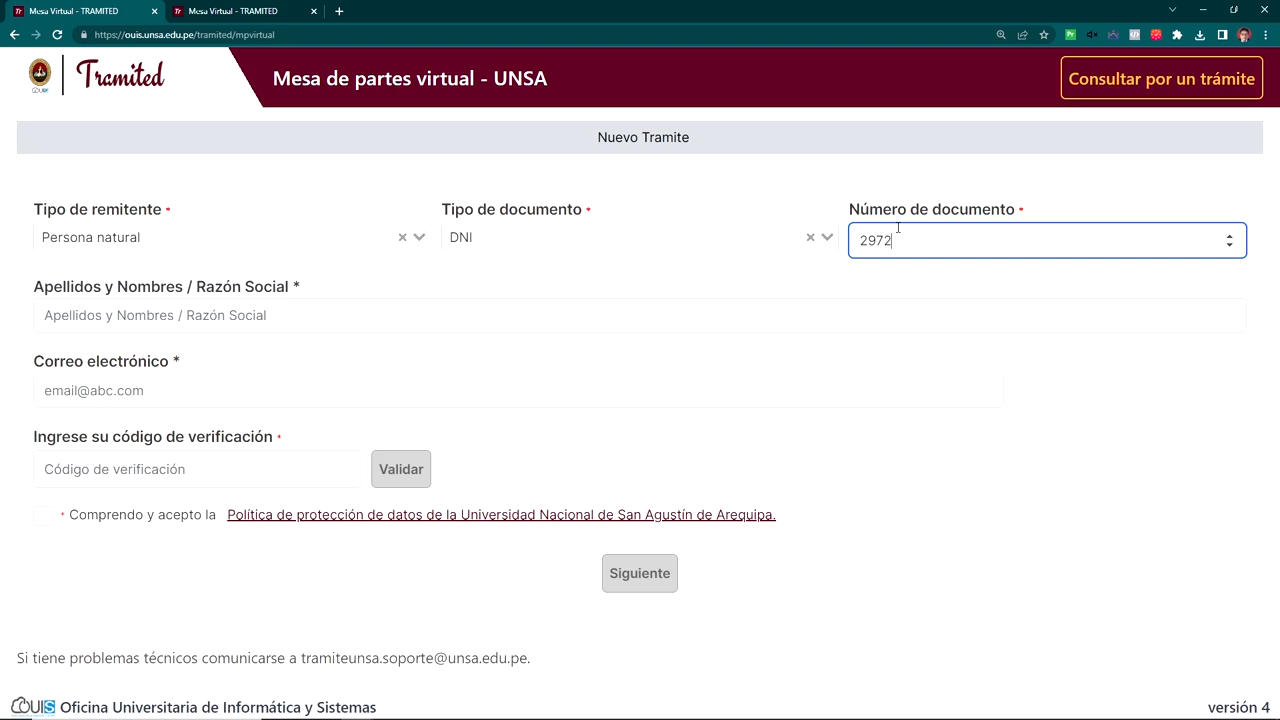 Mesa Virtual - TRAMITED
Mesa Virtual - TRAMITED
https://ouis.unsa.edu.pe/tramited/mpvirtual
Tramited
Mesa de partes virtual - UNSA
Consultar por un trámite
Nuevo Tramite
Tipo de remitente *
Tipo de documento *
Número de documento *
Persona natural
DNI
2972
Apellidos y Nombres / Razón Social *
Apellidos y Nombres / Razón Social
Correo electrónico *
email@abc.com
Ingrese su código de verificación *
Código de verificación
Validar
* Comprendo y acepto la Política de protección de datos de la Universidad Nacional de San Agustín de Arequipa.
Siguiente
Si tiene problemas técnicos comunicarse a tramiteunsa.soporte@unsa.edu.pe.
OUIS Oficina Universitaria de Informática y Sistemas
versión 4